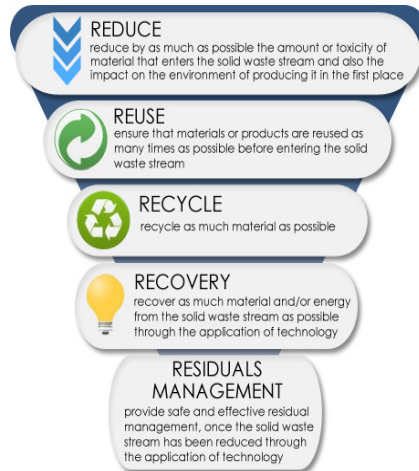 REDUCE
reduce by as much as possible the amount or toxicity of
material that enters the solid waste stream and also the
impact on the environment of producing it in the first place
REUSE
ensure that materials or products are reused as
many times as possible before entering the solid
waste stream
RECYCLE
recycle as much material as possible
RECOVERY
recover as much material and/or energy
from the solid waste stream as possible
through the application of technology
RESIDUALS
MANAGEMENT
provide safe and effective residual
management, once the solid waste
stream has been reduced through
the application of technology